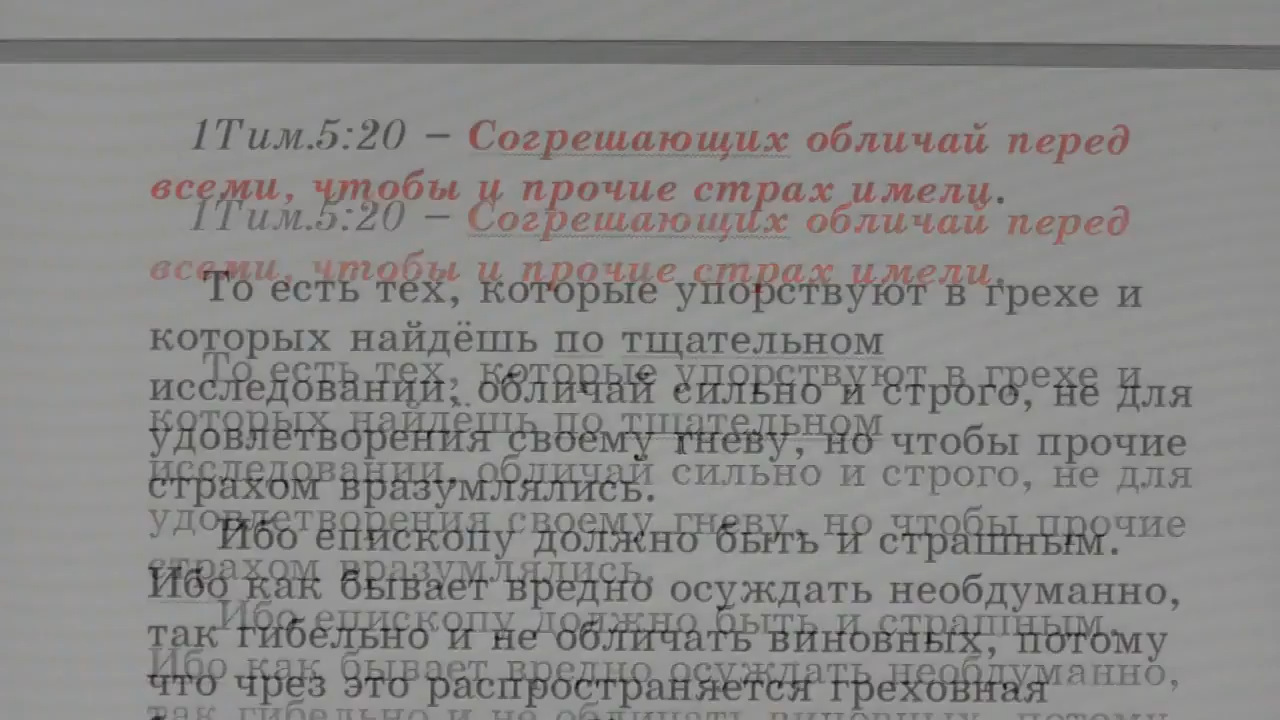 1Тим.5:20 – Согрешающих обличай перед
всеми, чтобы и прочие страх имели.
То есть тех, которые упорствуют в грехе и
которых найдёшь по тщательном
исследовании, обличай сильно и строго, не для
удовлетворения своему гневу, но чтобы прочие
страхом вразумлялись.
Ибо епископу должно быть и страшным.
Ибо как бывает вредно осуждать необдуманно,
так гибельно и не обличать виновных, потому
что чрез это распространяется греховная